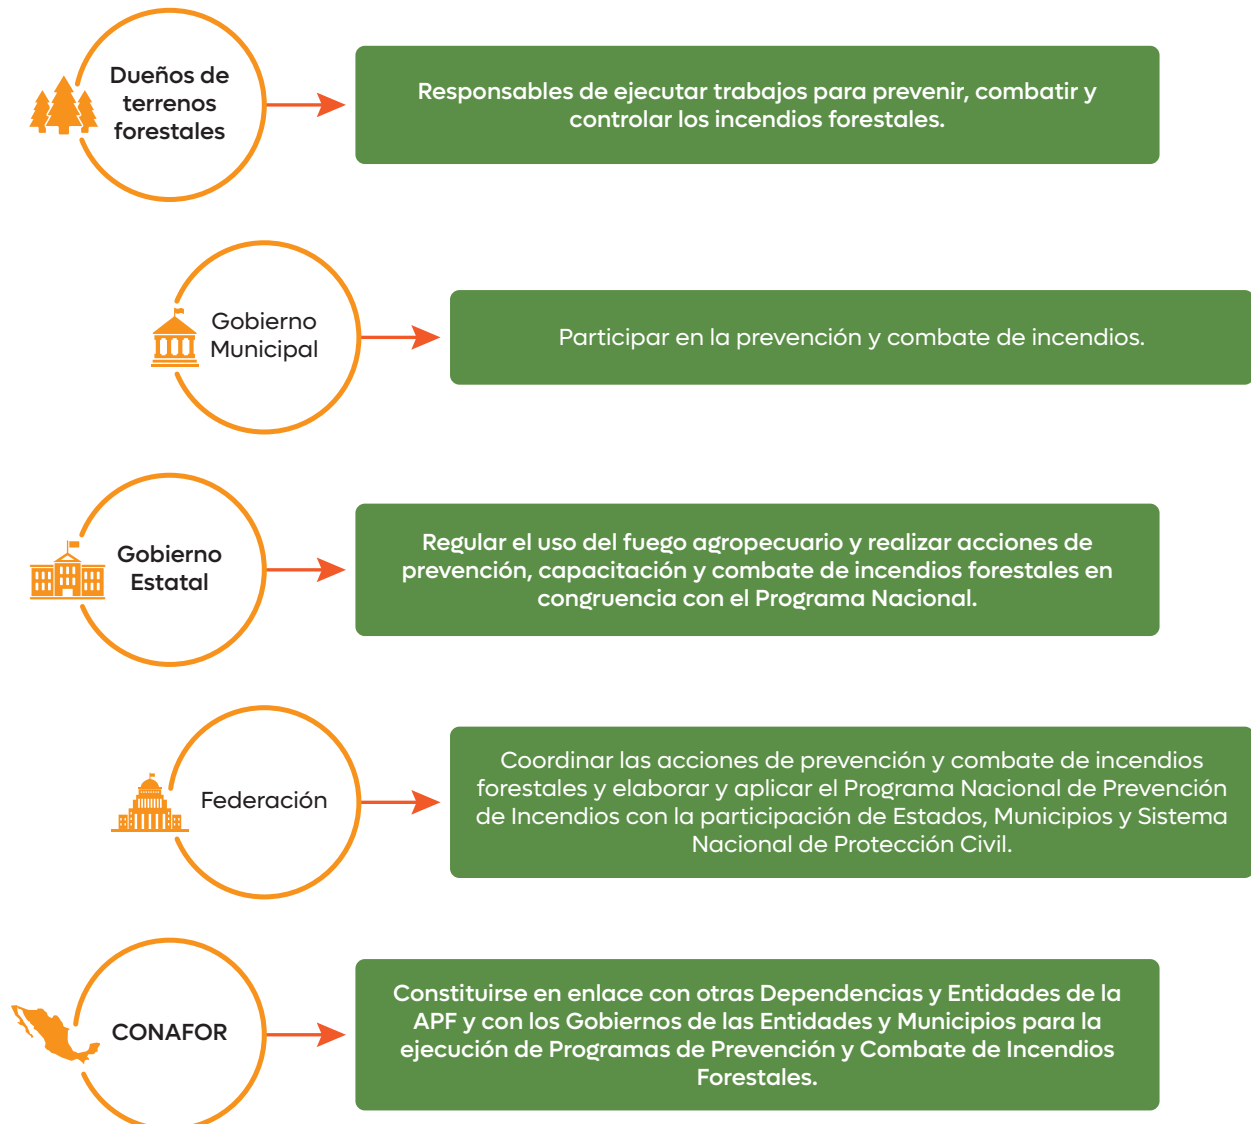 Dueños de
terrenos
forestales
Responsables de ejecutar trabajos para prevenir, combatir y
controlar los incendios forestales.
Gobierno
Municipal
Participar en la prevención y combate de incendios.
Gobierno
Estatal
Regular el uso del fuego agropecuario y realizar acciones de
prevención, capacitación y combate de incendios forestales en
congruencia con el Programa Nacional.
Federación
Coordinar las acciones de prevención y combate de incendios
forestales y elaborar y aplicar el Programa Nacional de Prevención
de Incendios con la participación de Estados, Municipios y Sistema
Nacional de Protección Civil.
CONAFOR
Constituirse en enlace con otras Dependencias y Entidades de la
APF y con los Gobiernos de las Entidades y Municipios para la
ejecución de Programas de Prevención y Combate de Incendios
Forestales.